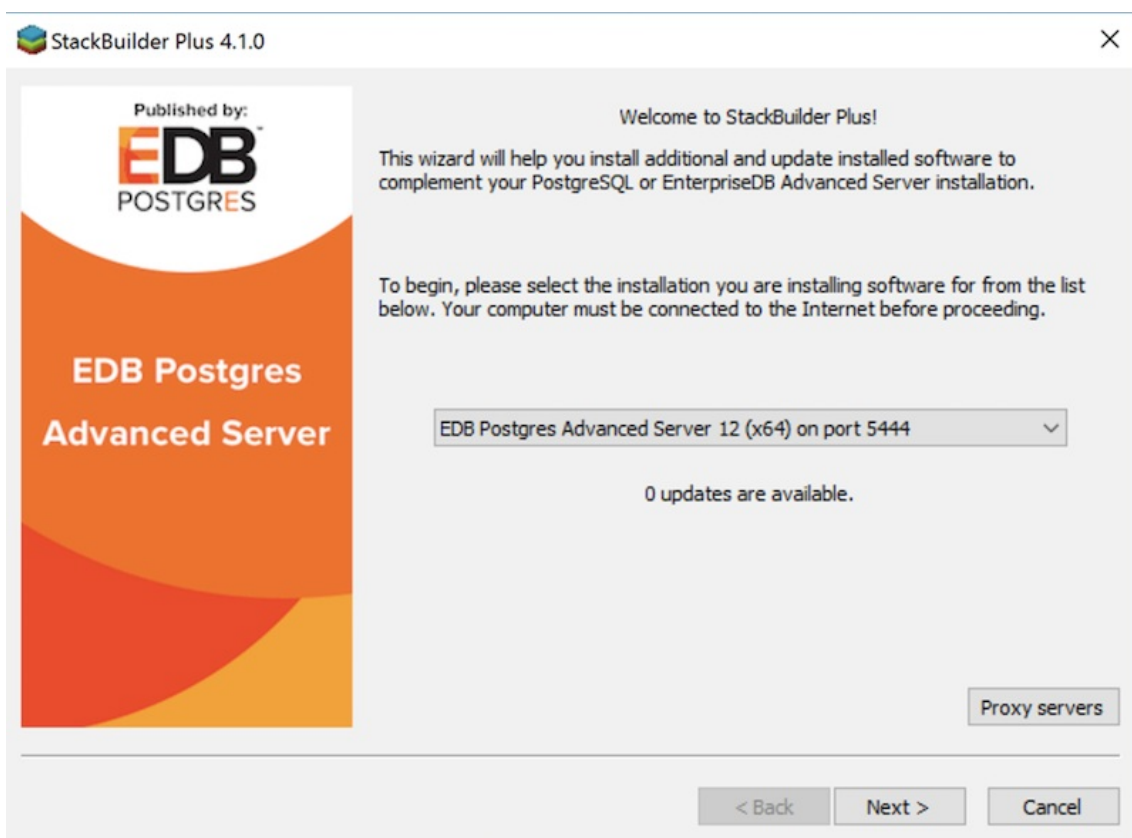 StackBuilder Plus 4.1.0
Published by:
EDB™
POSTGRES
EDB Postgres
Advanced Server
Welcome to StackBuilder Plus!
This wizard will help you install additional and update installed software to
complement your PostgreSQL or EnterpriseDB Advanced Server installation.
To begin, please select the installation you are installing software for from the list
below. Your computer must be connected to the Internet before proceeding.
EDB Postgres Advanced Server 12 (x64) on port 5444
0 updates are available.
Proxy servers
< Back
Next >
Cancel